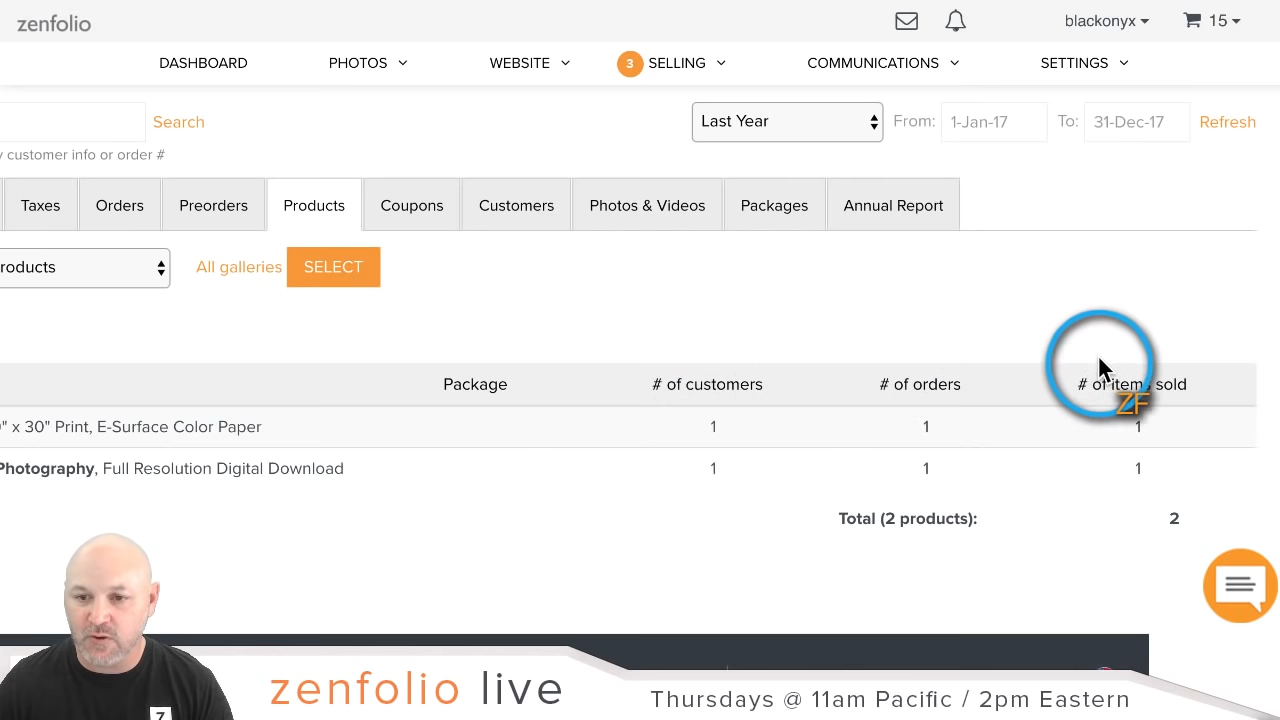 zenfolio
blackonyx
15
DASHBOARD PHOTOS WEBSITE 3 SELLING COMMUNICATIONS SETTINGS
Search
Last Year From: 1-Jan-17 To: 31-Dec-17 Refresh
y customer info or order #
Taxes Orders Preorders Products Coupons Customers Photos & Videos Packages Annual Report
roducts All galleries SELECT
Package # of customers # of orders # of items sold
ZF
" x 30" Print, E-Surface Color Paper 1 1 1
Photography, Full Resolution Digital Download 1 1 1
Total (2 products): 2
zenfolio live Thursdays @ 11am Pacific / 2pm Eastern
Z